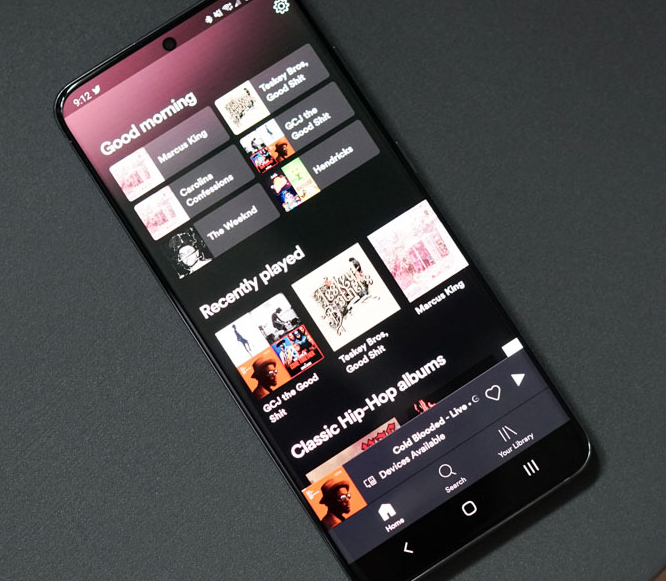 9:12
Good morning
Marcus King
Teskey Bros,
Good Shit
Carolina
Confessions
GCJ the
Good Shit
The Weeknd
Hendricks
Recently played
GCJ the Good
Shit
Teskey Bros,
Good Shit
Marcus King
Classic Hip-Hop albums
Cold Blooded - Live • G
Devices Available
Home
Search
Your Library